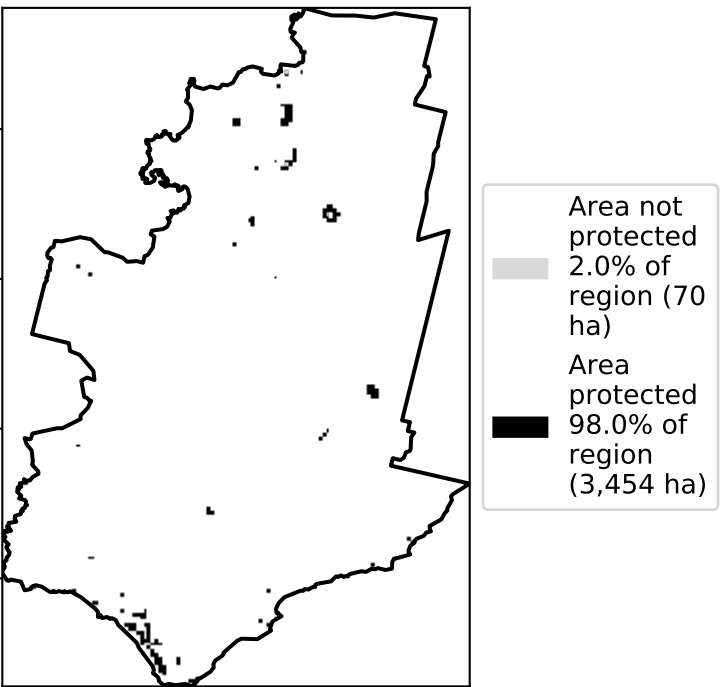 Area not
protected
2.0% of
region (70
ha)
Area
protected
98.0% of
region
(3,454 ha)